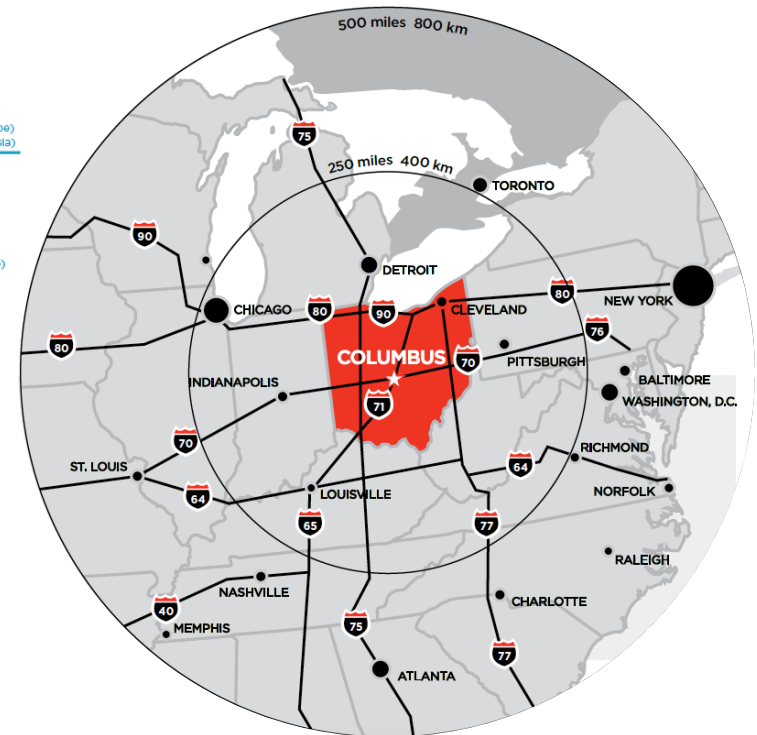 500 miles 800 km
75
250 miles 400 km
TORONTO
90
DETROIT
80
NEW YORK
CHICAGO
80
90
CLEVELAND
76
80
COLUMBUS
70
PITTSBURGH
INDIANAPOLIS
BALTIMORE
71
WASHINGTON, D.C.
70
RICHMOND
ST. LOUIS
64
64
LOUISVILLE
NORFOLK
65
77
RALEIGH
NASHVILLE
CHARLOTTE
40
75
MEMPHIS
77
ATLANTA